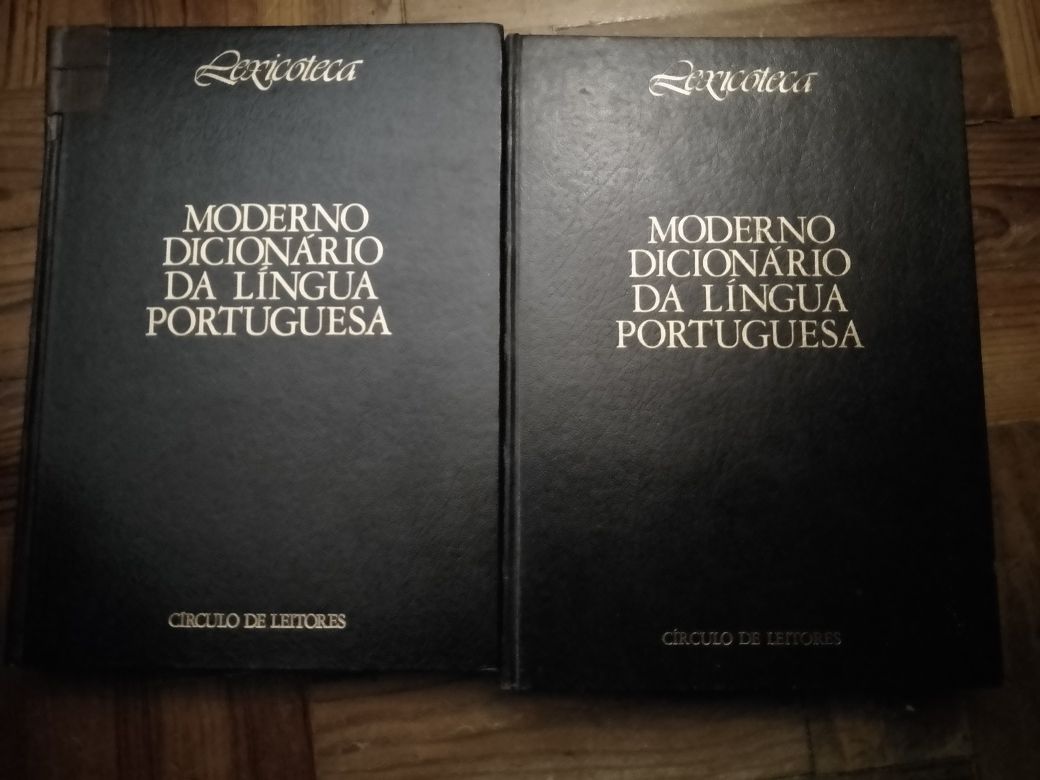 Lexicoteca
MODERNO
DICIONÁRIO
DA LÍNGUA
PORTUGUESA
CÍRCULO DE LEITORES
Lexicoteca
MODERNO
DICIONÁRIO
DA LÍNGUA
PORTUGUESA
CÍRCULO DE LEITORES